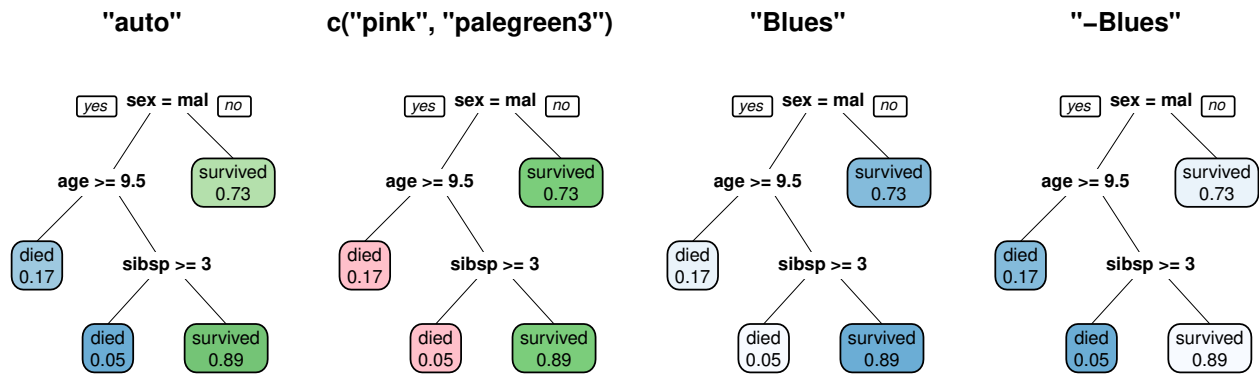 "auto"
yes sex = mal no
survived
0.73
age >= 9.5
died
0.17
sibsp >= 3
died
0.05
survived
0.89
c("pink", "palegreen3")
yes sex = mal no
survived
0.73
age >= 9.5
died
0.17
sibsp >= 3
died
0.05
survived
0.89
"Blues"
yes sex = mal no
survived
0.73
age >= 9.5
died
0.17
sibsp >= 3
died
0.05
survived
0.89
"−Blues"
yes sex = mal no
survived
0.73
age >= 9.5
died
0.17
sibsp >= 3
died
0.05
survived
0.89